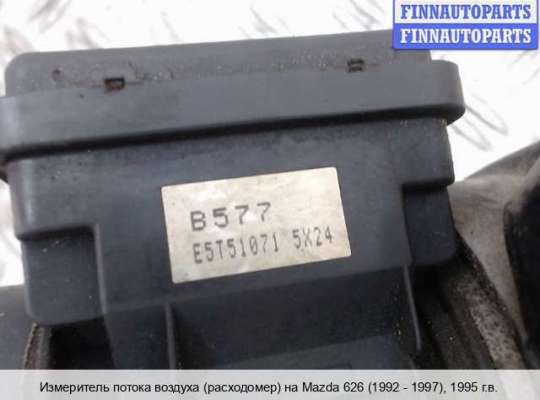 FINNAUTOPARTS
FINNAUTOPARTS
B577
E5T51071 5X24
Измеритель потока воздуха (расходомер) на Mazda 626 (1992 - 1997), 1995 г.в.